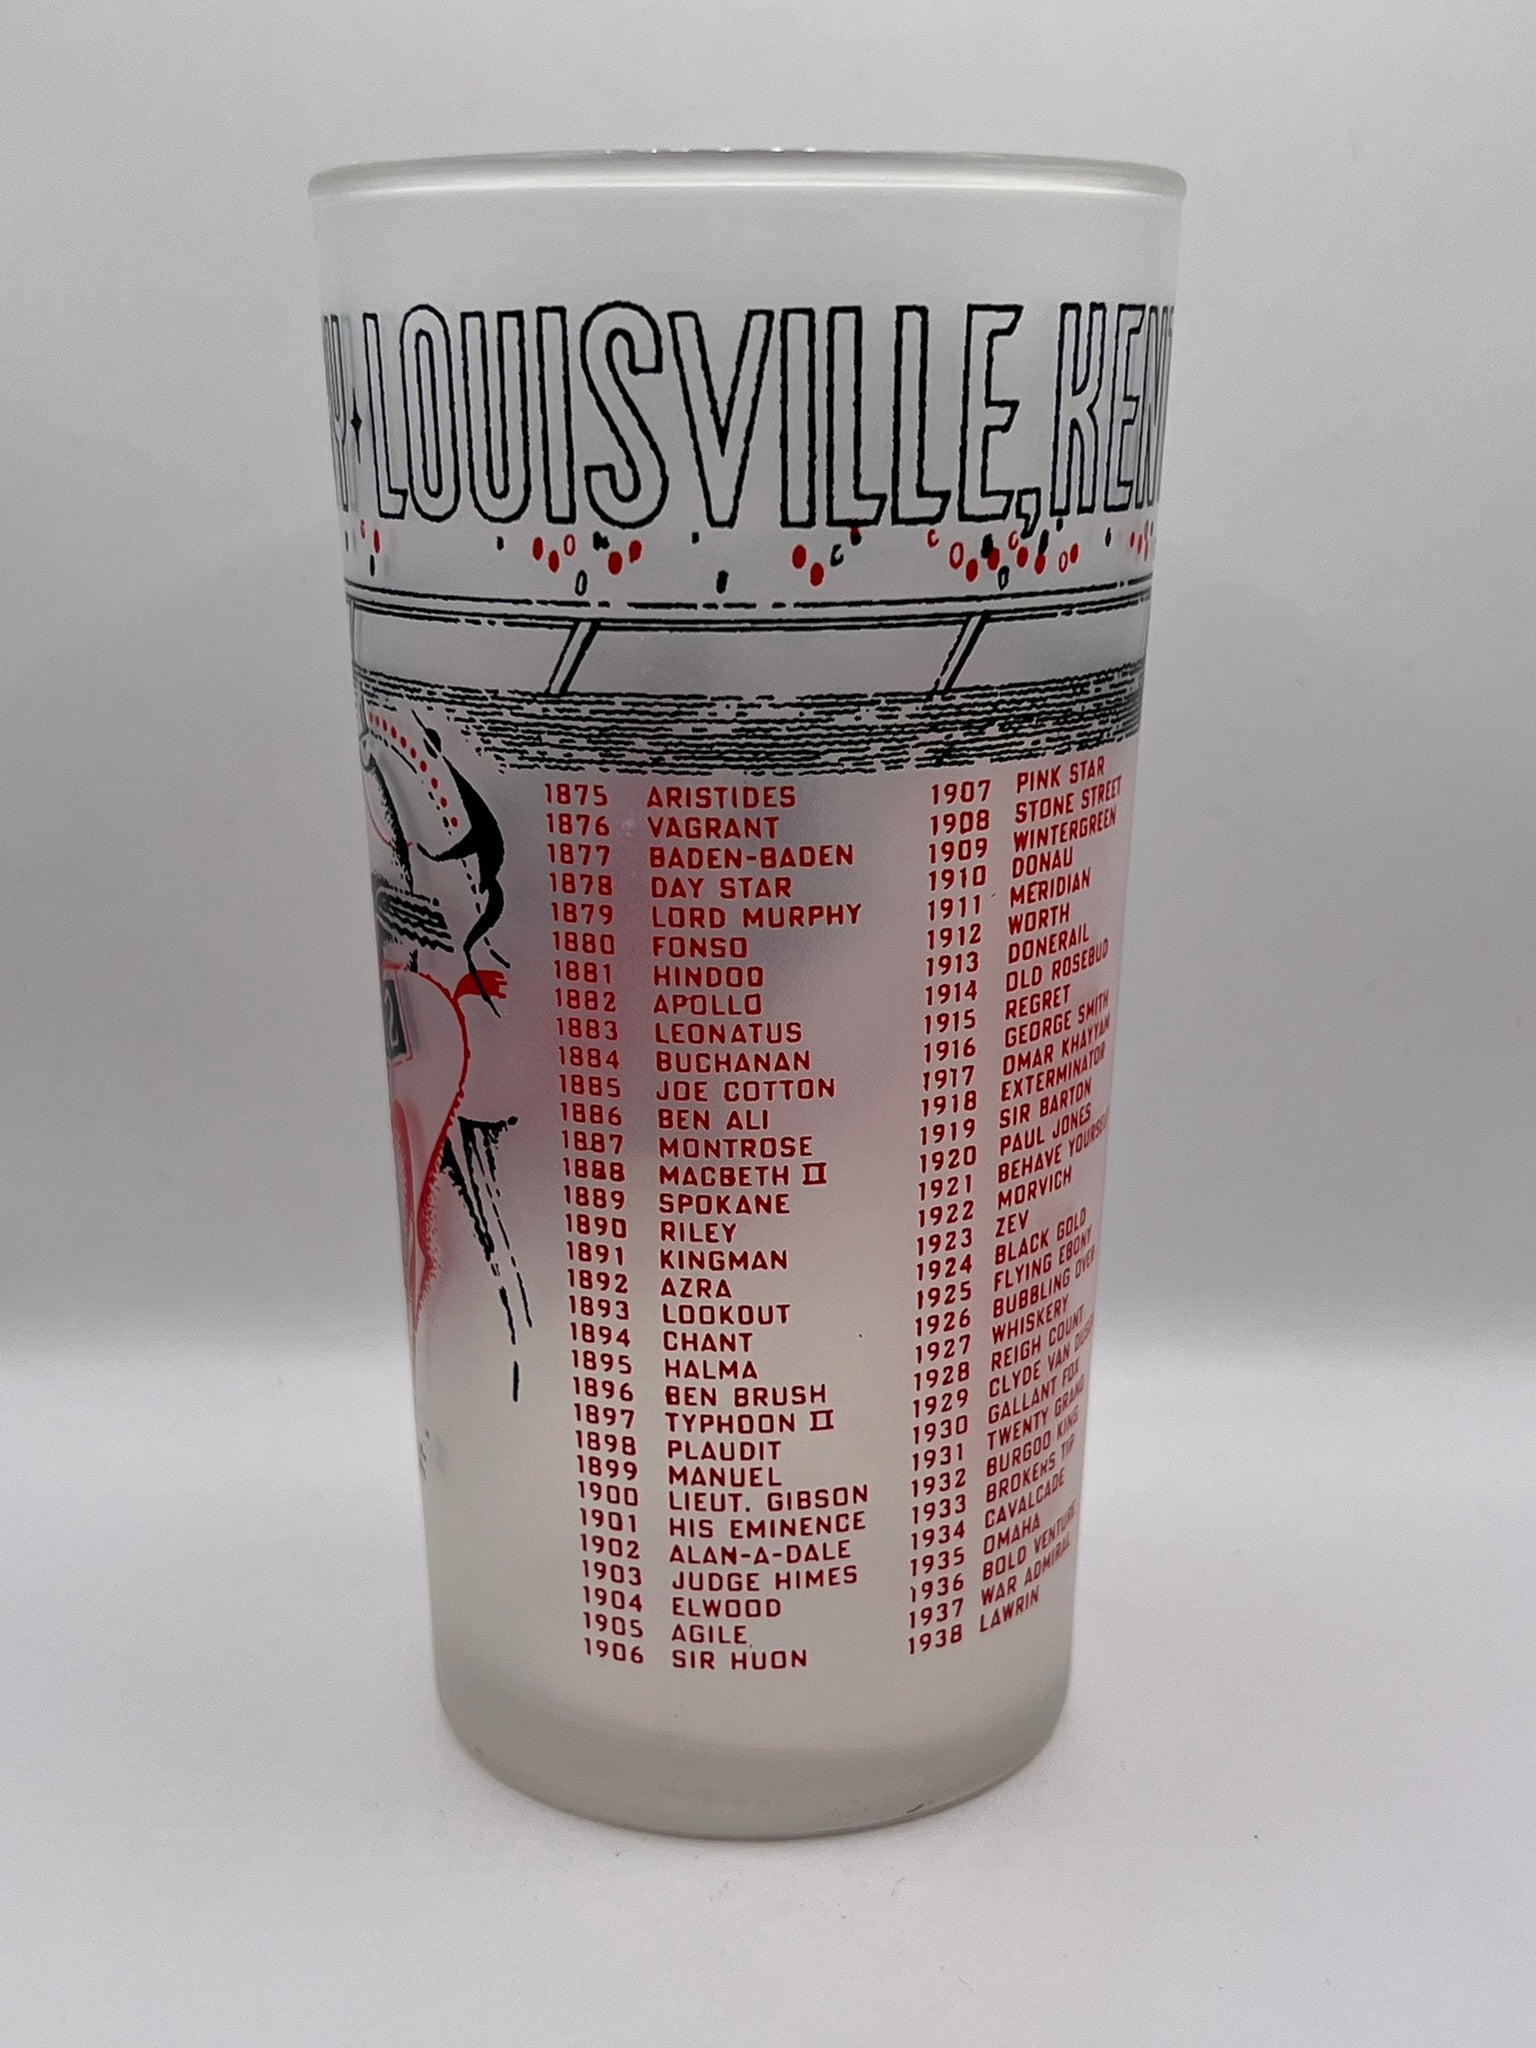 RY LOUISVILLE, KENT
1875 ARISTIDES
1876 VAGRANT
1877 BADEN-BADEN
1878 DAY STAR
1879 LORD MURPHY
1880 FONSO
1881 HINDOO
1882 APOLLO
1883 LEONATUS
1884 BUCHANAN
1885 JOE COTTON
1886 BEN ALI
1887 MONTROSE
1888 MACBETH II
1889 SPOKANE
1890 RILEY
1891 KINGMAN
1892 AZRA
1893 LOOKOUT
1894 CHANT
1895 HALMA
1896 BEN BRUSH
1897 TYPHOON II
1898 PLAUDIT
1899 MANUEL
1900 LIEUT. GIBSON
1901 HIS EMINENCE
1902 ALAN-A-DALE
1903 JUDGE HIMES
1904 ELWOOD
1905 AGILE
1906 SIR HUON
1907 PINK STAR
1908 STONE STREET
1909 WINTERGREEN
1910 DONAU
1911 MERIDIAN
1912 WORTH
1913 DONERAIL
1914 OLD ROSEBUD
1915 REGRET
1916 GEORGE SMITH
1917 OMAR KHAYYAM
1918 EXTERMINATOR
1919 SIR BARTON
1920 PAUL JONES
1921 BEHAVE YOURSELF
1922 MORVICH
1923 ZEV
1924 BLACK GOLD
1925 FLYING EBONY
1926 BUBBLING OVER
1927 WHISKERY
1928 REIGH COUNT
1929 CLYDE VAN DUSEN
1930 GALLANT FOX
1931 TWENTY GRAND
1932 BURGOO KING
1933 BROKERS TIP
1934 CAVALCADE
1935 OMAHA
1936 BOLD VENTURE
1937 WAR ADMIRAL
1938 LAWRIN